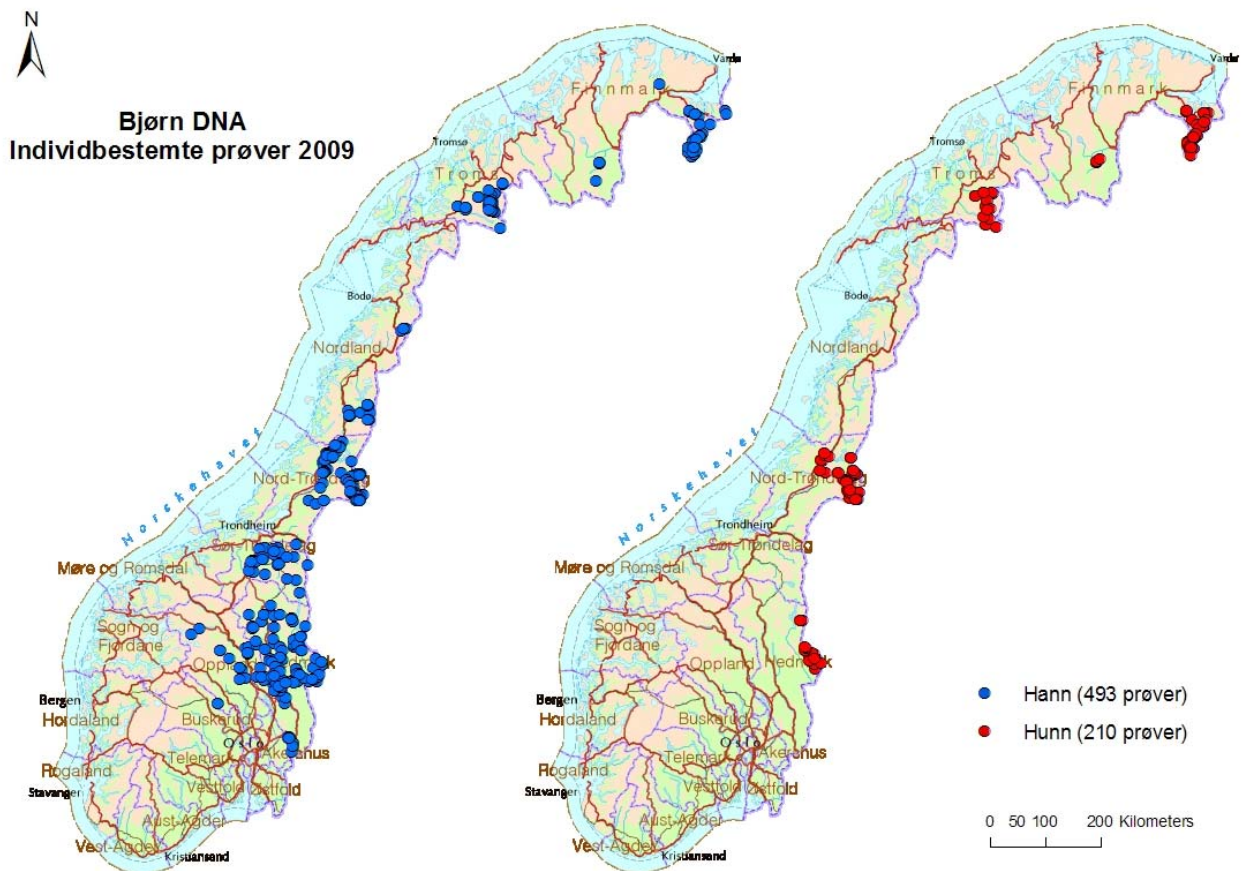 N
Bjørn DNA
Individbestemte prøver 2009
Vardø
Finnmark
Tromsø
Troms
Bodø
Nordland
Norskehavet
Nord-Trøndelag
Trondheim
Sør-Trøndelag
Møre og Romsdal
Sogn og
Fjordane
Oppland
Hedmark
Bergen
Hordaland
Buskerud
Oslo
Akershus
Telemark
Rogaland
Vestfold
Østfold
Stavanger
Aust-Agder
Vest-Agder
Kristiansand
Vardø
Finnmark
Tromsø
Troms
Bodø
Nordland
Norskehavet
Nord-Trøndelag
Trondheim
Sør-Trøndelag
Møre og Romsdal
Sogn og
Fjordane
Oppland
Hedmark
Bergen
Hordaland
Buskerud
Oslo
Akershus
Telemark
Rogaland
Vestfold
Østfold
Stavanger
Aust-Agder
Vest-Agder
Kristiansand
Hann (493 prøver)
Hunn (210 prøver)
0 50 100 200 Kilometers